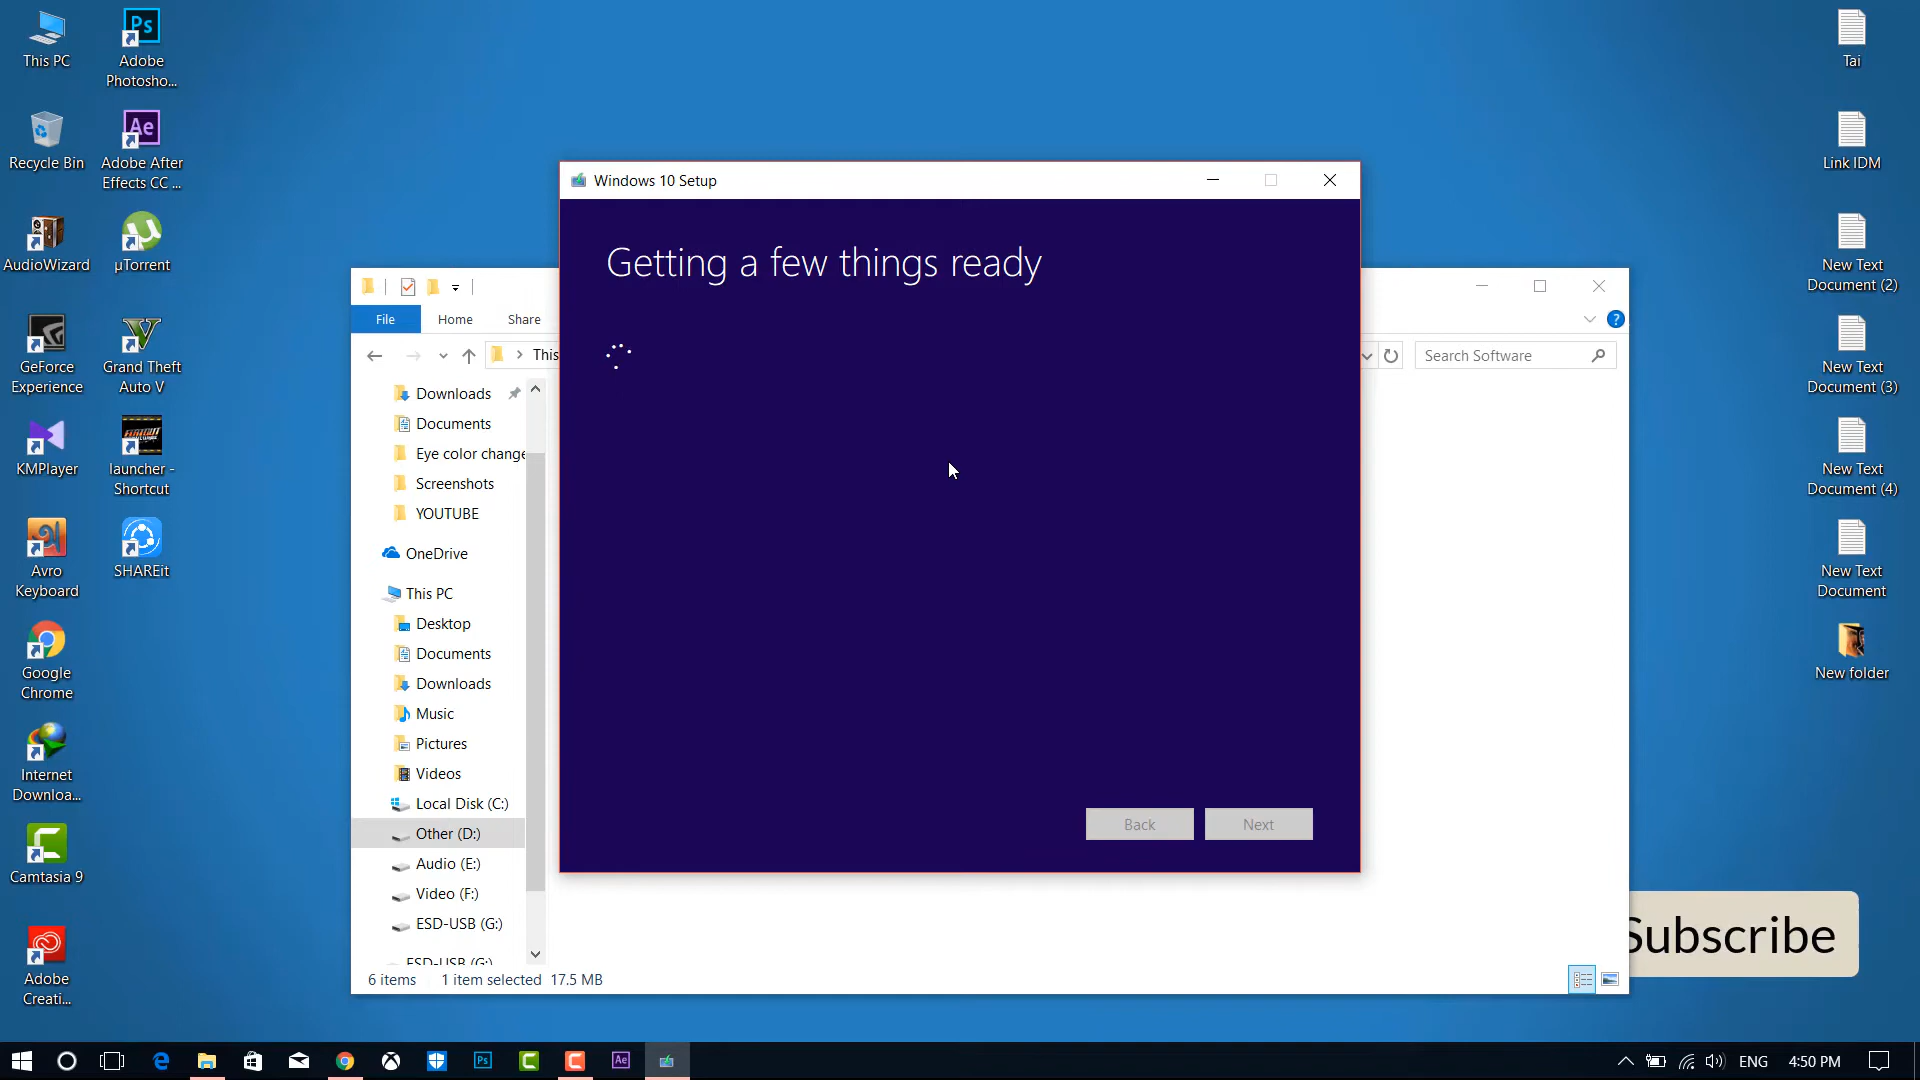 This PC
Adobe
Photosho...
Recycle Bin
Adobe After
Effects CC ...
AudioWizard
µTorrent
GeForce
Experience
Grand Theft
Auto V
KMPlayer
launcher -
Shortcut
Avro
Keyboard
SHAREit
Google
Chrome
Internet
Downloa...
Camtasia 9
Adobe
Creati...
Windows 10 Setup
Getting a few things ready
Back
Next
File
Home
Share
This
Search Software
Downloads
Documents
Eye color change
Screenshots
YOUTUBE
OneDrive
This PC
Desktop
Documents
Downloads
Music
Pictures
Videos
Local Disk (C:)
Other (D:)
Audio (E:)
Video (F:)
ESD-USB (G:)
ESD-USB (G:)
6 items
1 item selected 17.5 MB
Tai
Link IDM
New Text
Document (2)
New Text
Document (3)
New Text
Document (4)
New Text
Document
New folder
Subscribe
ENG
4:50 PM